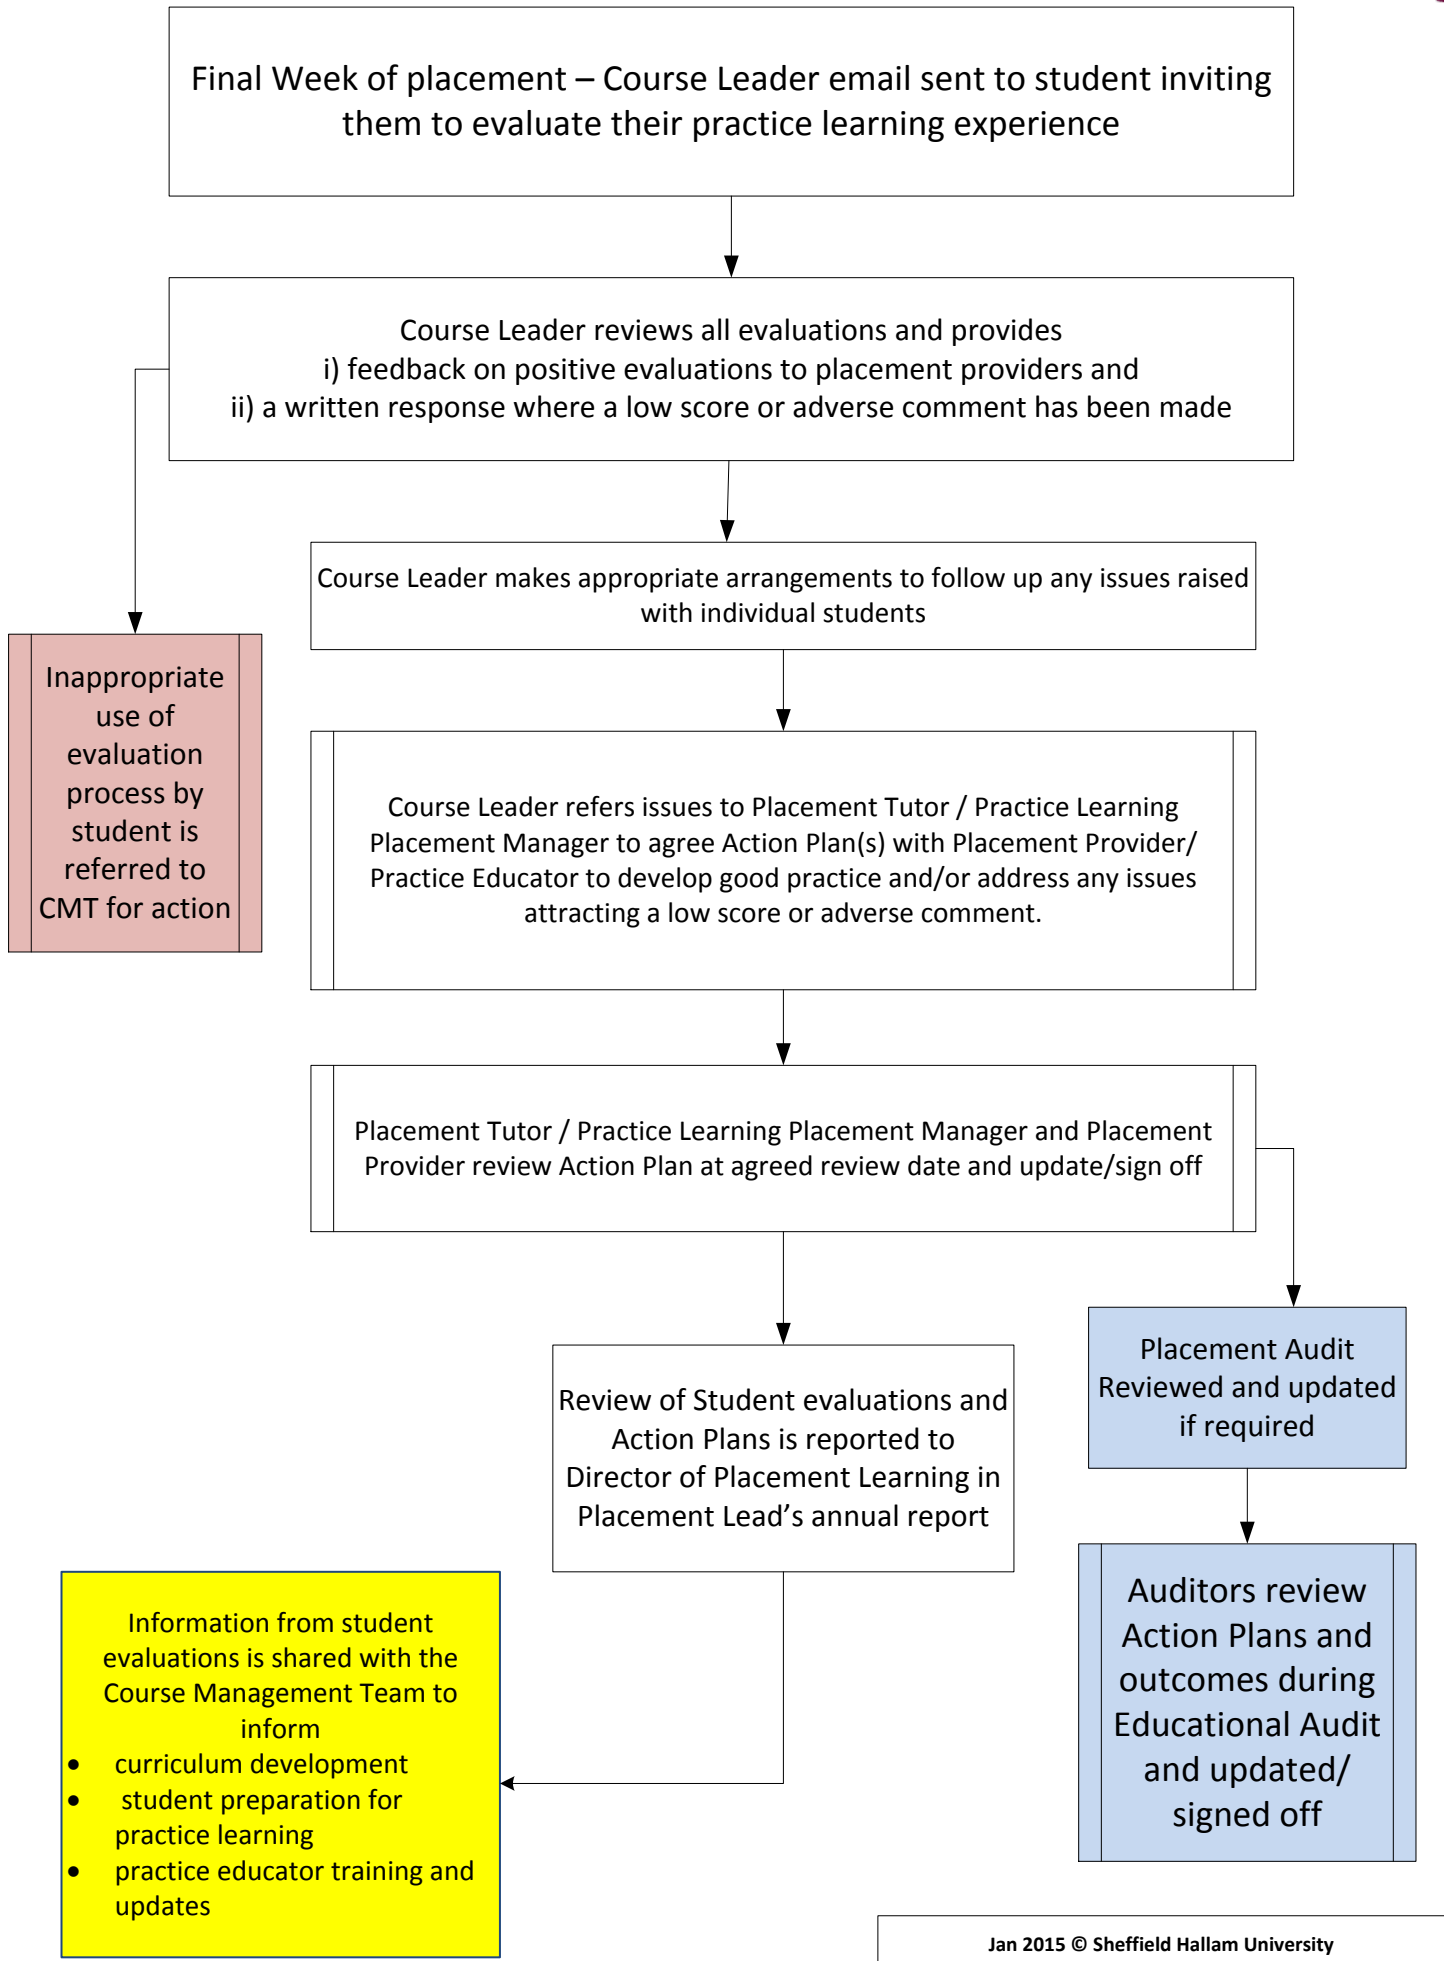 Final Week of placement – Course Leader email sent to student inviting
them to evaluate their practice learning experience
Course Leader reviews all evaluations and provides
i) feedback on positive evaluations to placement providers and
ii) a written response where a low score or adverse comment has been made
Course Leader makes appropriate arrangements to follow up any issues raised
with individual students
Inappropriate
use of
evaluation
process by
student is
referred to
CMT for action
Course Leader refers issues to Placement Tutor / Practice Learning
Placement Manager to agree Action Plan(s) with Placement Provider/
Practice Educator to develop good practice and/or address any issues
attracting a low score or adverse comment.
Placement Tutor / Practice Learning Placement Manager and Placement
Provider review Action Plan at agreed review date and update/sign off
Placement Audit
Reviewed and updated
if required
Review of Student evaluations and
Action Plans is reported to
Director of Placement Learning in
Placement Lead’s annual report
Auditors review
Action Plans and
outcomes during
Educational Audit
and updated/
signed off
Information from student
evaluations is shared with the
Course Management Team to
inform
• curriculum development
• student preparation for
practice learning
• practice educator training and
updates
Jan 2015 © Sheffield Hallam University